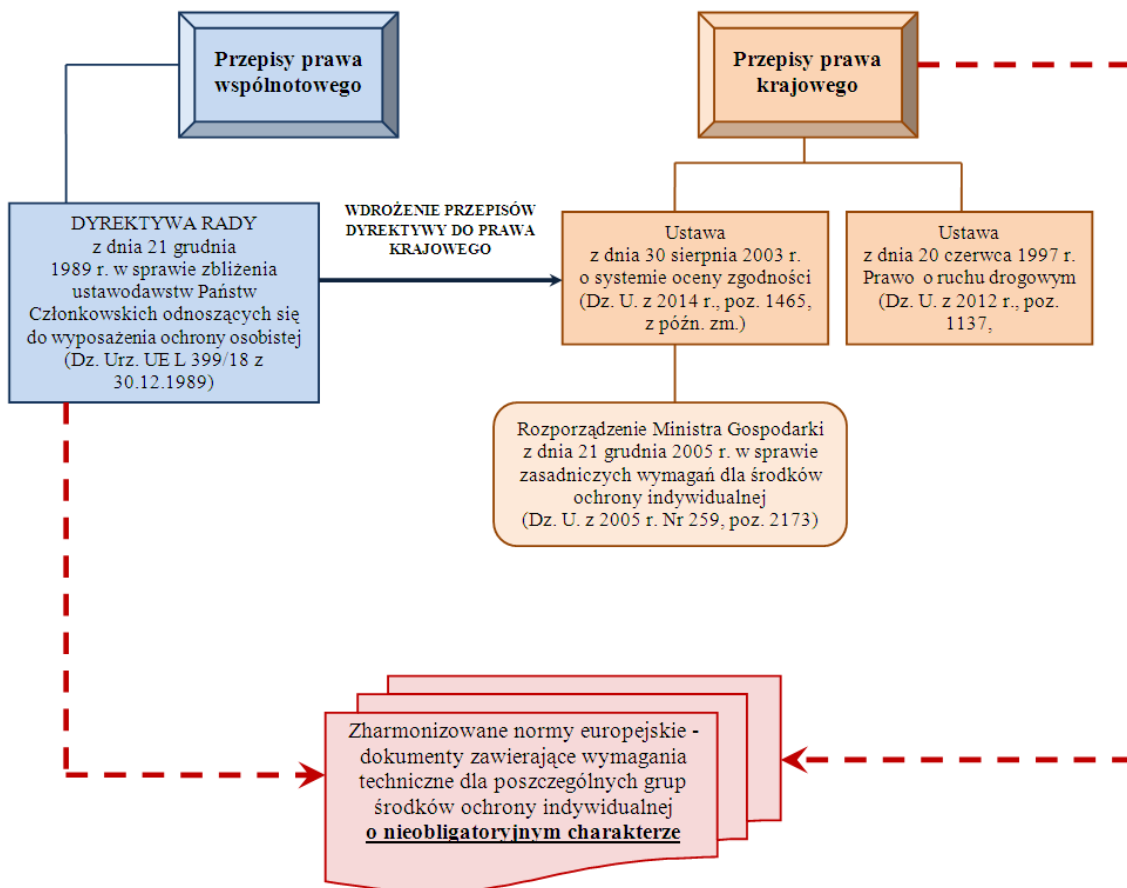 Przepisy prawa
wspólnotowego
Przepisy prawa
krajowego
DYREKTYWA RADY
z dnia 21 grudnia
1989 r. w sprawie zbliżenia
ustawodawstw Państw
Członkowskich odnoszących się
do wyposażenia ochrony osobistej
(Dz. Urz. UE L 399/18 z
30.12.1989)
WDROŻENIE PRZEPISÓW
DYREKTYWY DO PRAWA
KRAJOWEGO
Ustawa
z dnia 30 sierpnia 2003 r.
o systemie oceny zgodności
(Dz. U. z 2014 r., poz. 1465,
z późn. zm.)
Ustawa
z dnia 20 czerwca 1997 r.
Prawo o ruchu drogowym
(Dz. U. z 2012 r., poz.
1137,
Rozporządzenie Ministra Gospodarki
z dnia 21 grudnia 2005 r. w sprawie
zasadniczych wymagań dla środków
ochrony indywidualnej
(Dz. U. z 2005 r. Nr 259, poz. 2173)
Zharmonizowane normy europejskie -
dokumenty zawierające wymagania
techniczne dla poszczególnych grup
środków ochrony indywidualnej
o nieobligatoryjnym charakterze